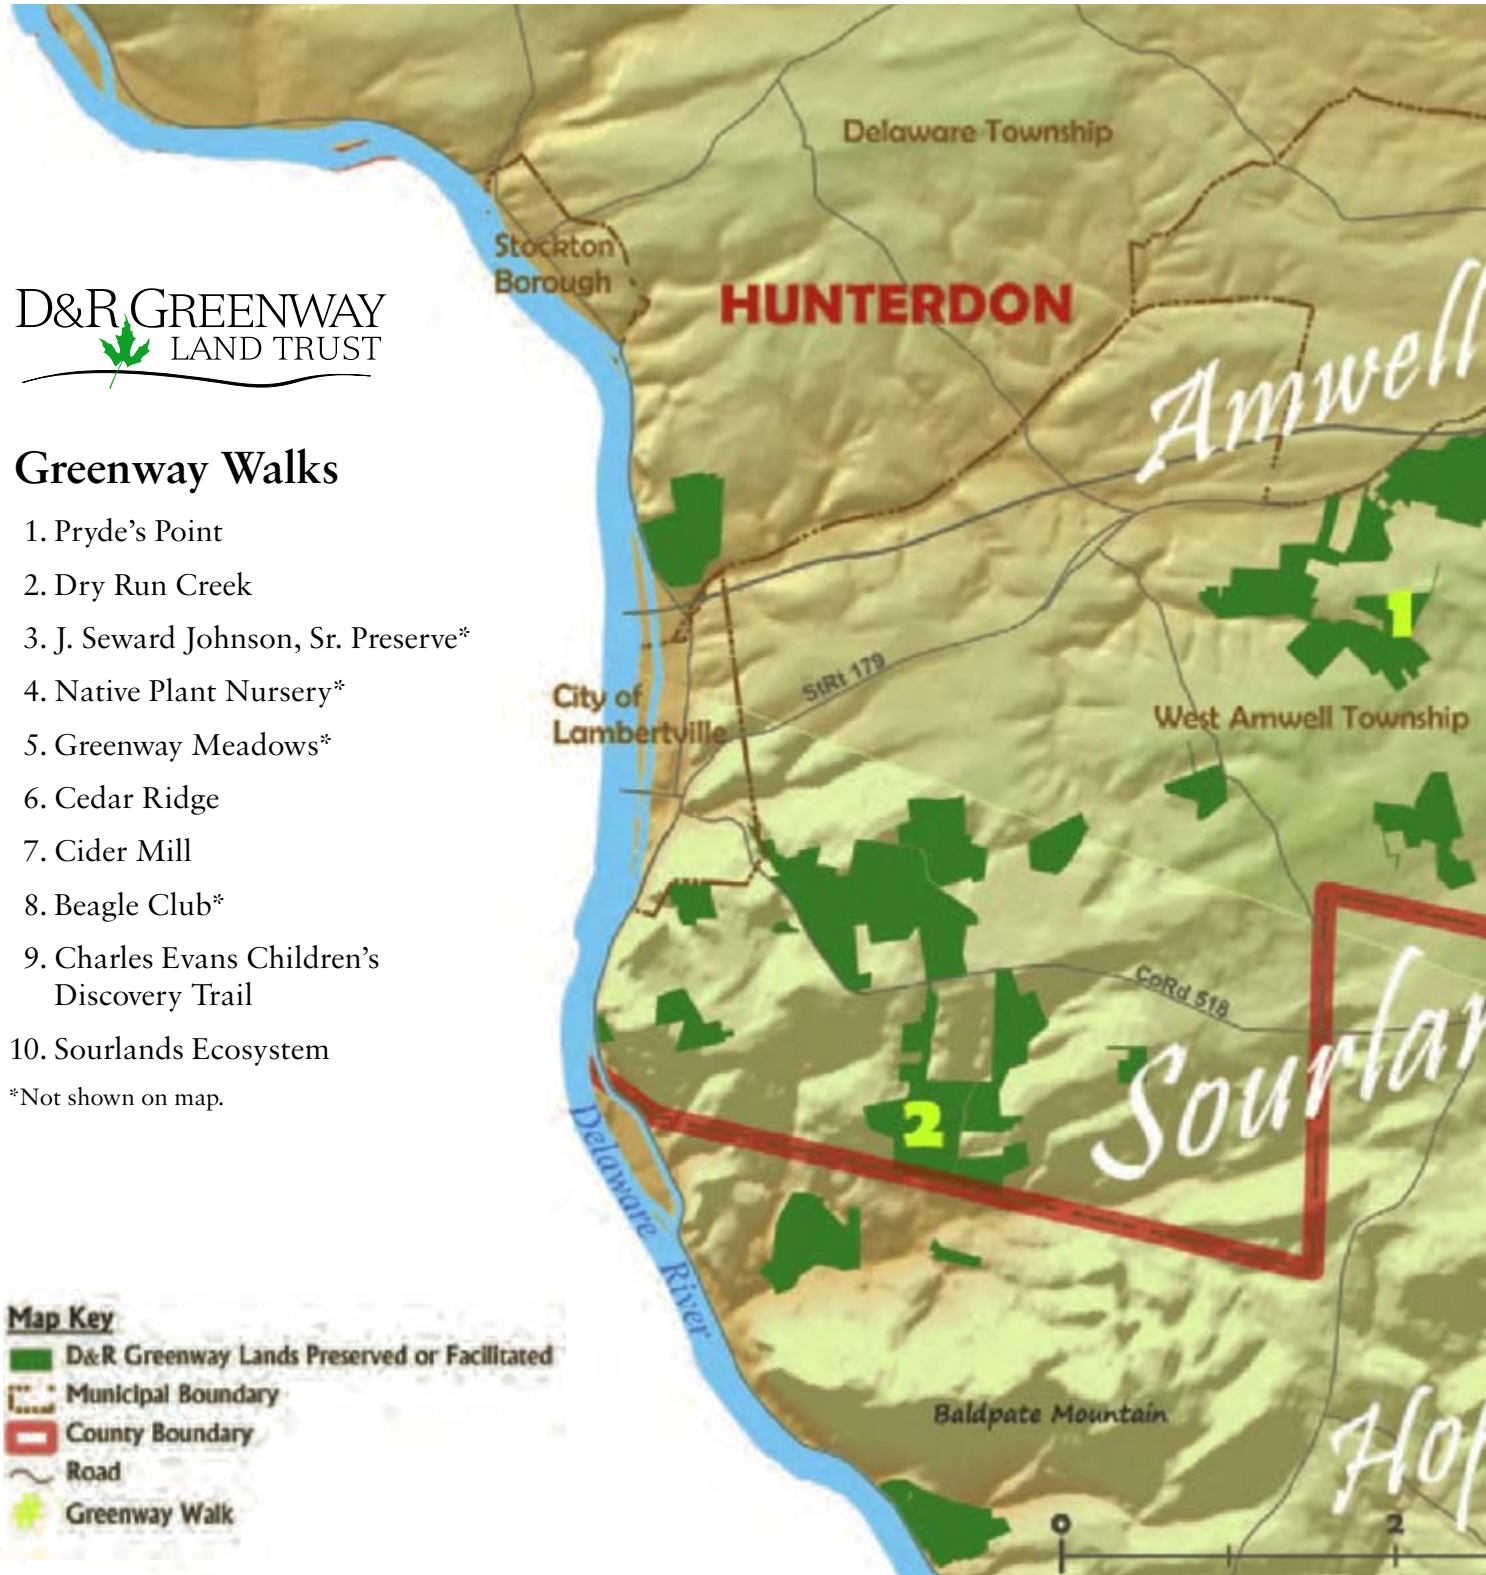 Delaware Township
Stockton
Borough
HUNTERDON
Amwell
D&R GREENWAY
LAND TRUST
Greenway Walks
1. Pryde's Point
2. Dry Run Creek
3. J. Seward Johnson, Sr. Preserve*
4. Native Plant Nursery*
5. Greenway Meadows*
6. Cedar Ridge
7. Cider Mill
8. Beagle Club*
9. Charles Evans Children's
Discovery Trail
10. Sourlands Ecosystem
*Not shown on map.
1
StRt 179
City of
Lambertville
West Amwell Township
CoRd 518
Sourlan
2
Delaware River
Baldpate Mountain
Hop
0 2
Map Key
D&R Greenway Lands Preserved or Facilitated
Municipal Boundary
County Boundary
Road
# Greenway Walk